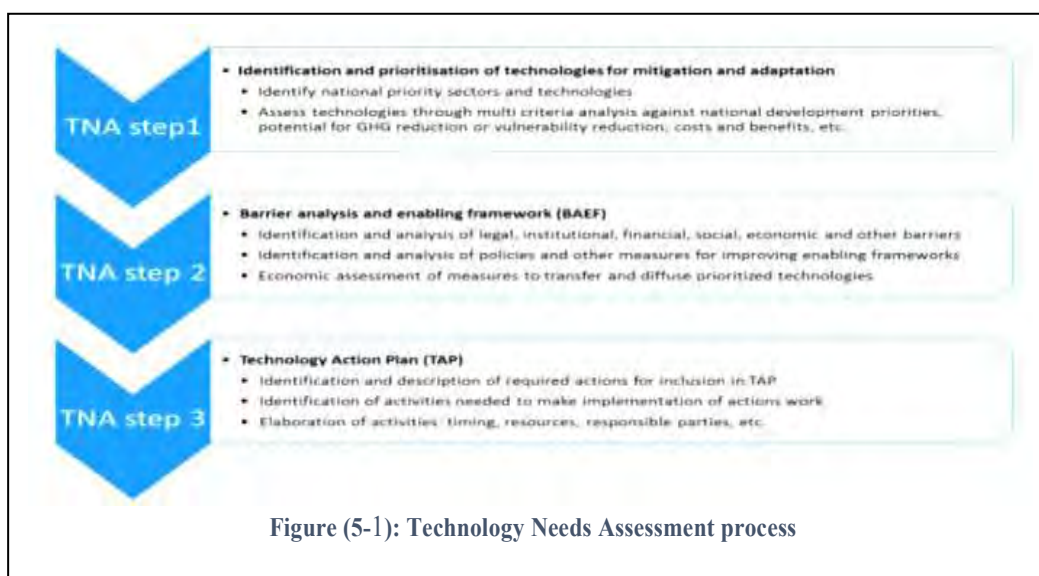 TNA step1
• Identification and prioritisation of technologies for mitigation and adaptation
• Identify national priority sectors and technologies
• Assess technologies through multi criteria analysis against national development priorities,
potential for GHG reduction or vulnerability reduction, costs and benefits, etc.
TNA step 2
• Barrier analysis and enabling framework (BAEF)
• Identification and analysis of legal, institutional, financial, social, economic and other barriers
• Identification and analysis of policies and other measures for improving enabling frameworks
• Economic assessment of measures to transfer and diffuse prioritized technologies
TNA step 3
• Technology Action Plan (TAP)
• Identification and description of required actions for inclusion in TAP
• Identification of activities needed to make implementation of actions work
• Elaboration of activities timing, resources, responsible parties, etc
Figure (5-1): Technology Needs Assessment process